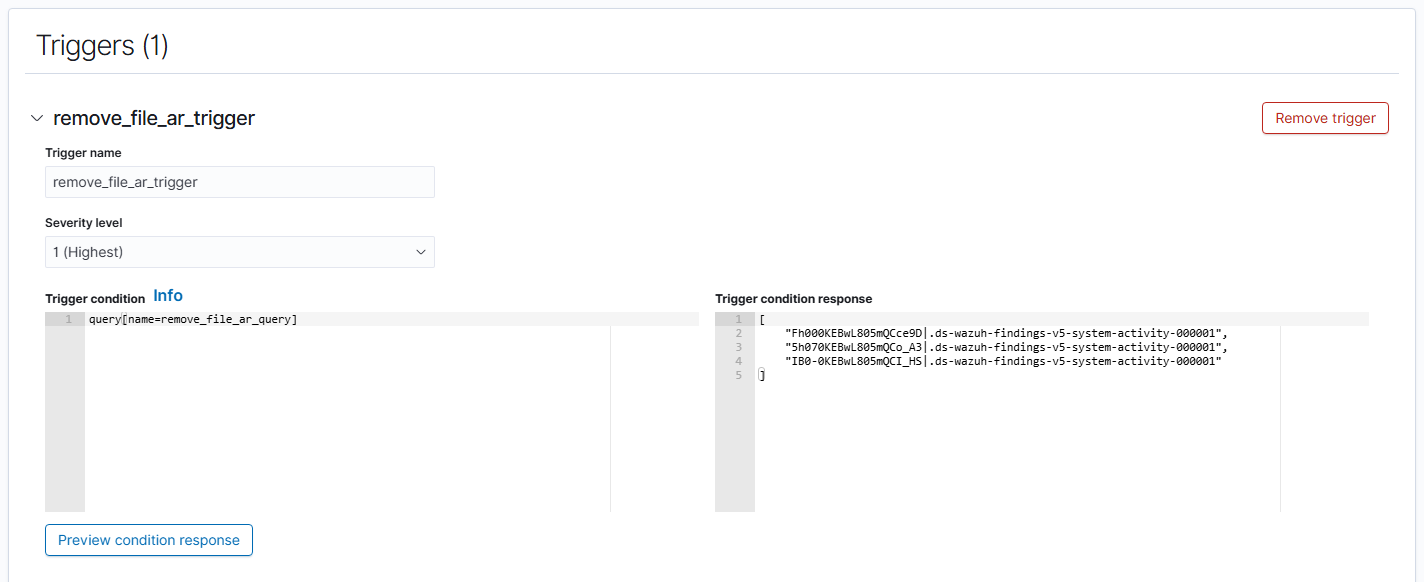 Triggers (1)
remove_file_ar_trigger
Remove trigger
Trigger name
remove_file_ar_trigger
Severity level
1 (Highest)
Trigger condition Info
1 query[name=remove_file_ar_query]
Preview condition response
Trigger condition response
1 [
2 "Fh000KEBwL805mQCce9D|.ds-wazuh-findings-v5-system-activity-000001",
3 "5h070KEBwL805mQCo_A3|.ds-wazuh-findings-v5-system-activity-000001",
4 "IB0-0KEBwL805mQCI_HS|.ds-wazuh-findings-v5-system-activity-000001"
5 ]